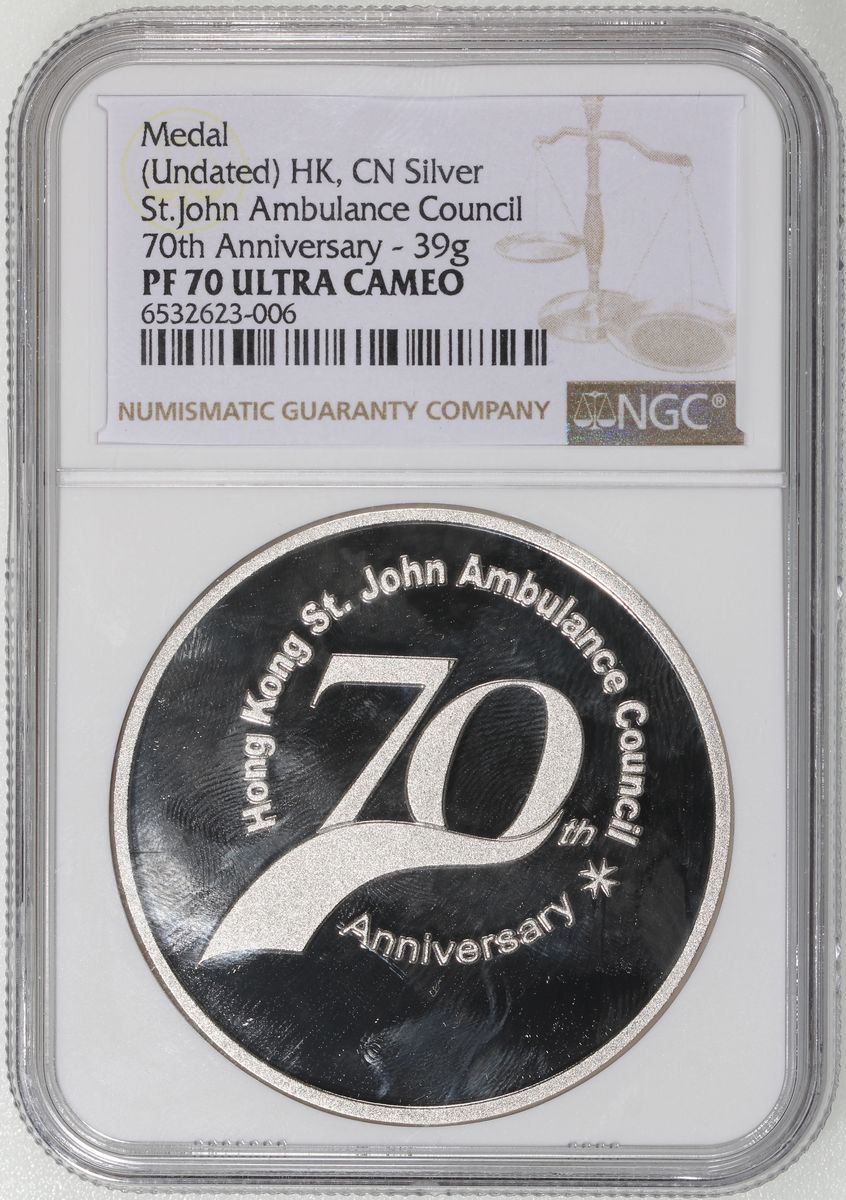 Medal
(Undated) HK, CN Silver
St.John Ambulance Council
70th Anniversary - 39g
PF 70 ULTRA CAMEO
6532623-006
NUMISMATIC GUARANTY COMPANY
NGC®
Hong Kong St. John Ambulance Council
70th
Anniversary